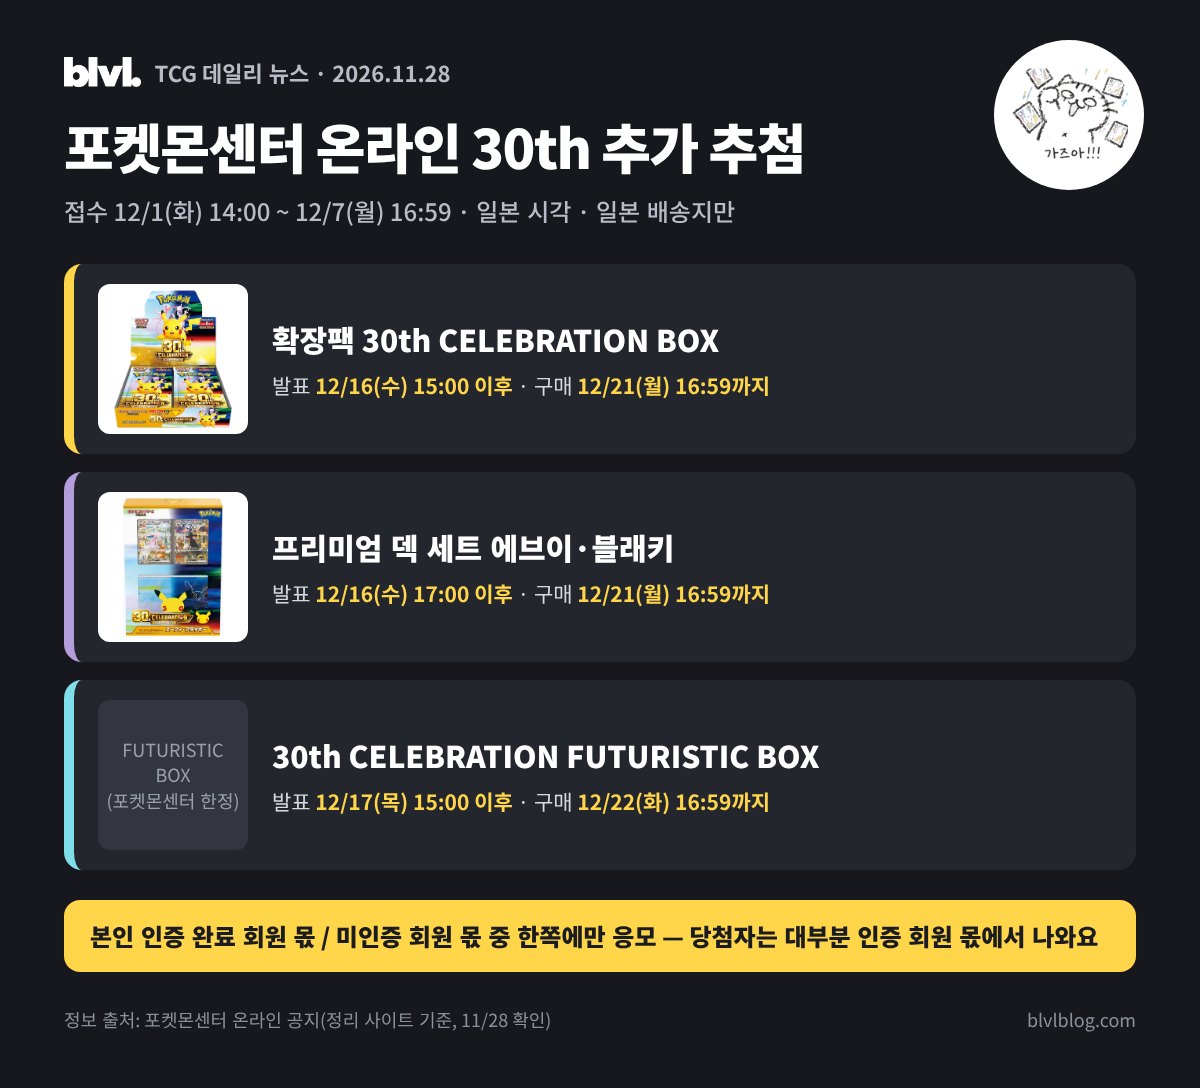 blvl. TCG 데일리 뉴스 · 2026.11.28
포켓몬센터 온라인 30th 추가 추첨
접수 12/1(화) 14:00 ~ 12/7(월) 16:59 · 일본 시각 · 일본 배송지만
가즈아!!!
Pokémon
30th
CELEBRATION
확장팩 30th CELEBRATION BOX
발표 12/16(수) 15:00 이후 · 구매 12/21(월) 16:59까지
Pokémon
30th
CELEBRATION
프리미엄 덱 세트 에브이·블래키
발표 12/16(수) 17:00 이후 · 구매 12/21(월) 16:59까지
FUTURISTIC
BOX
(포켓몬센터 한정)
30th CELEBRATION FUTURISTIC BOX
발표 12/17(목) 15:00 이후 · 구매 12/22(화) 16:59까지
본인 인증 완료 회원 몫 / 미인증 회원 몫 중 한쪽에만 응모 — 당첨자는 대부분 인증 회원 몫에서 나와요
정보 출처: 포켓몬센터 온라인 공지(정리 사이트 기준, 11/28 확인)
blvlblog.com